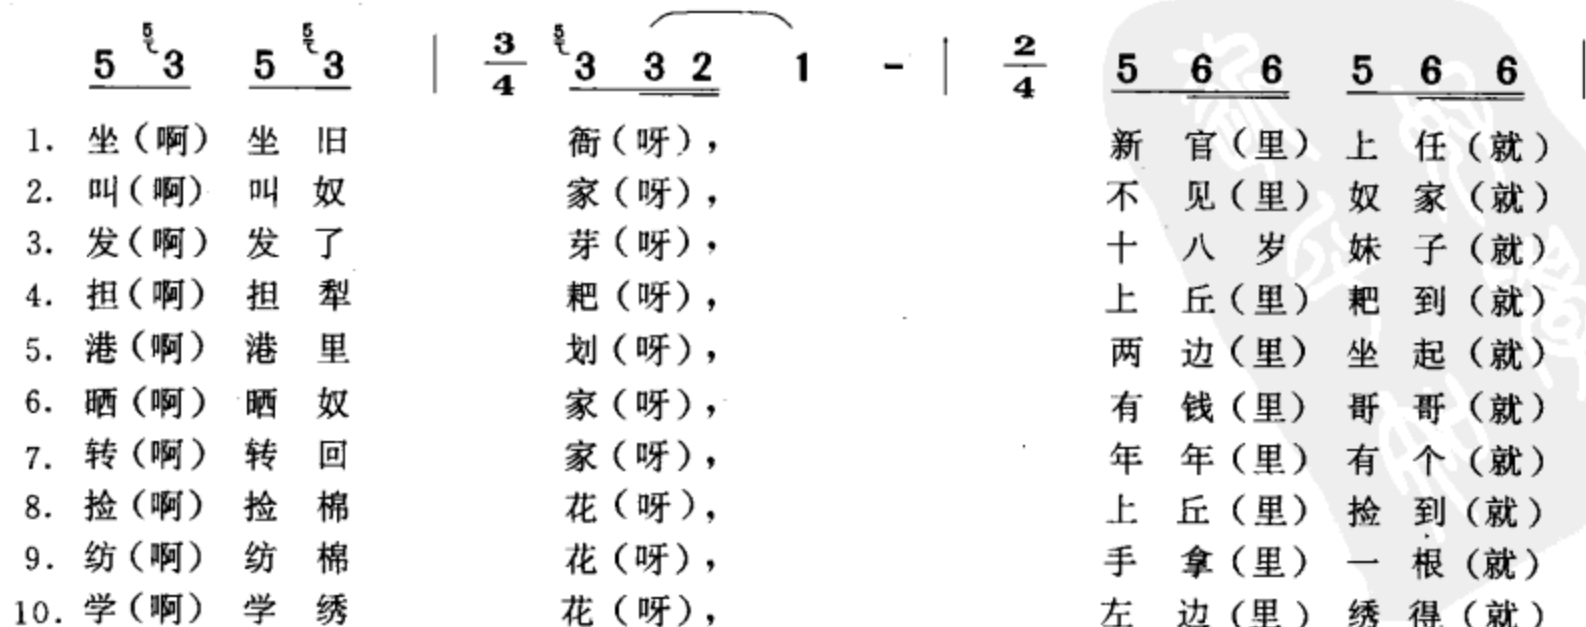 5 5 3 5 5 3 | 3/4 5 3 3 2 1 - | 2/4 5 6 6 5 6 6 |
1. 坐（啊） 坐 旧 衙（呀）， 新 官（里） 上 任（就）
2. 叫（啊） 叫 奴 家（呀）， 不 见（里） 奴 家（就）
3. 发（啊） 发 了 芽（呀）， 十 八 岁 妹 子（就）
4. 担（啊） 担 犁 耙（呀）， 上 丘（里） 耙 到（就）
5. 港（啊） 港 里 划（呀）， 两 边（里） 坐 起（就）
6. 晒（啊） 晒 奴 家（呀）， 有 钱（里） 哥 哥（就）
7. 转（啊） 转 回 家（呀）， 年 年（里） 有 个（就）
8. 捡（啊） 捡 棉 花（呀）， 上 丘（里） 捡 到（就）
9. 纺（啊） 纺 棉 花（呀）， 手 拿（里） 一 根（就）
10. 学（啊） 学 绣 花（呀）， 左 边（里） 绣 得（就）